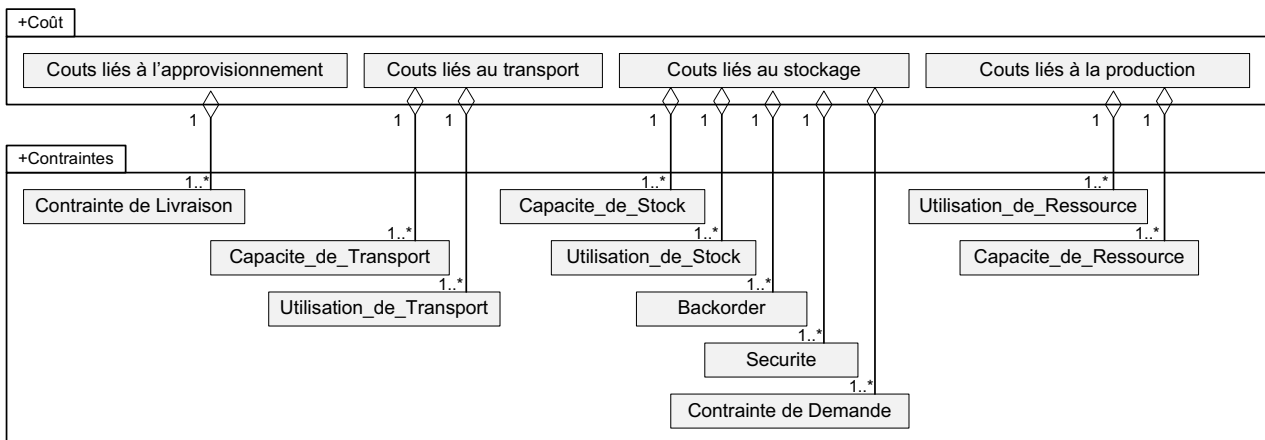 +Coût
Couts liés à l'approvisionnement
Couts liés au transport
Couts liés au stockage
Couts liés à la production
1
1
1
1
1
1
1
1
1
+Contraintes
1..*
1..*
1..*
Contrainte de Livraison
Capacite_de_Stock
Utilisation_de_Ressource
1..*
1..*
1..*
Capacite_de_Transport
Utilisation_de_Stock
Capacite_de_Ressource
1..*
1..*
Utilisation_de_Transport
Backorder
1..*
Securite
1..*
Contrainte de Demande